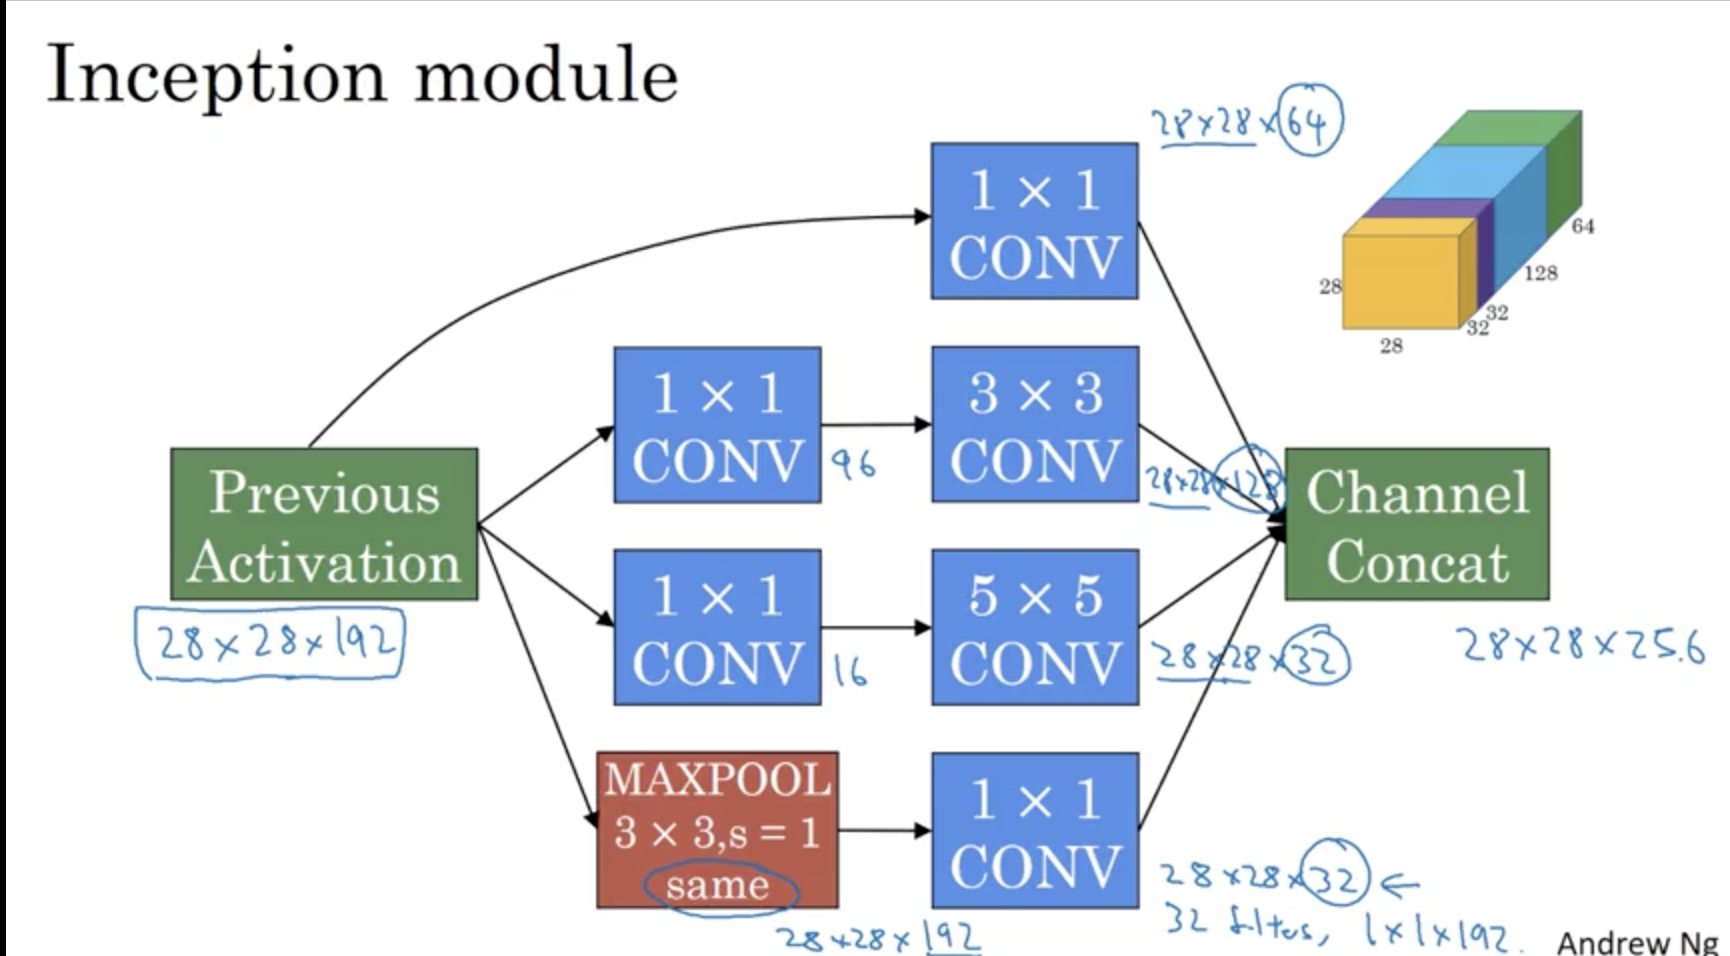 Inception module
28×28×64
1 × 1
CONV
64
128
32
32
28
28
1 × 1
CONV
96
3 × 3
CONV
28×28×128
Previous
Activation
28×28×192
Channel
Concat
28×28×256
1 × 1
CONV
16
5 × 5
CONV
28×28×32
MAXPOOL
3 × 3,s = 1
same
28×28×192
1 × 1
CONV
28×28×32 ←
32 filters, 1×1×192.
Andrew Ng